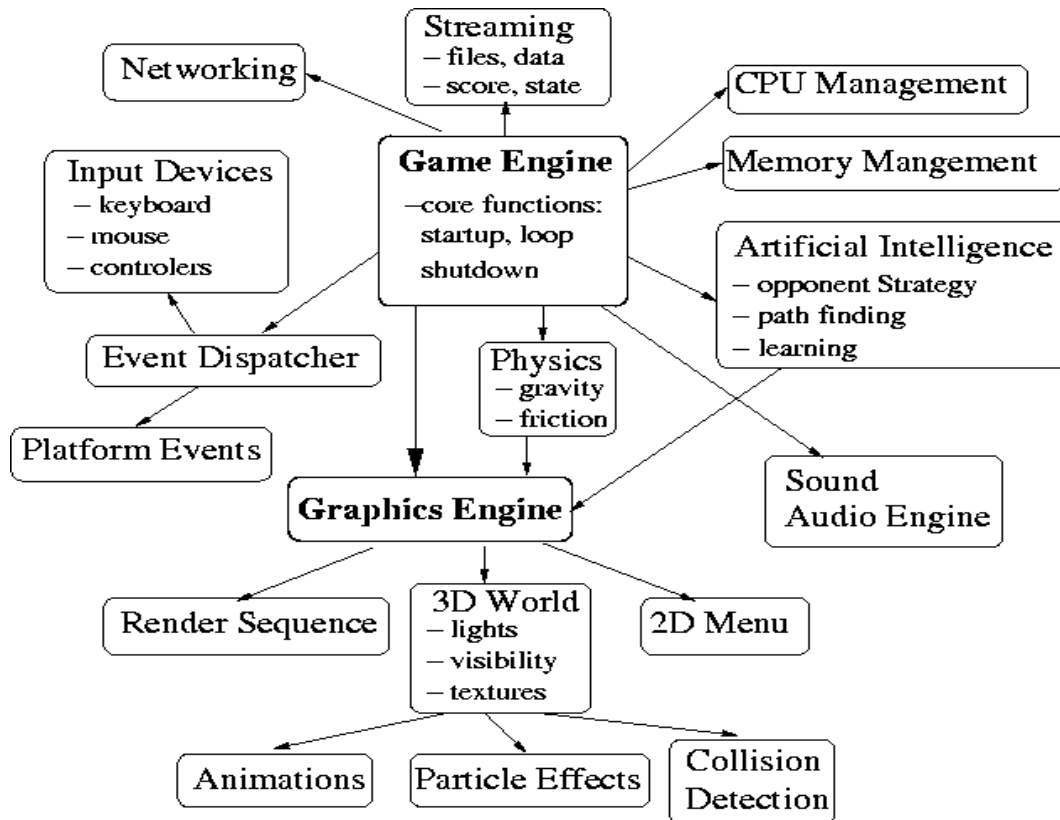 Streaming
– files, data
– score, state
Networking
CPU Management
Game Engine
–core functions:
startup, loop
shutdown
Memory Mangement
Input Devices
– keyboard
– mouse
– controlers
Artificial Intelligence
– opponent Strategy
– path finding
– learning
Event Dispatcher
Physics
– gravity
– friction
Platform Events
Graphics Engine
Sound
Audio Engine
Render Sequence
3D World
– lights
– visibility
– textures
2D Menu
Animations
Particle Effects
Collision
Detection